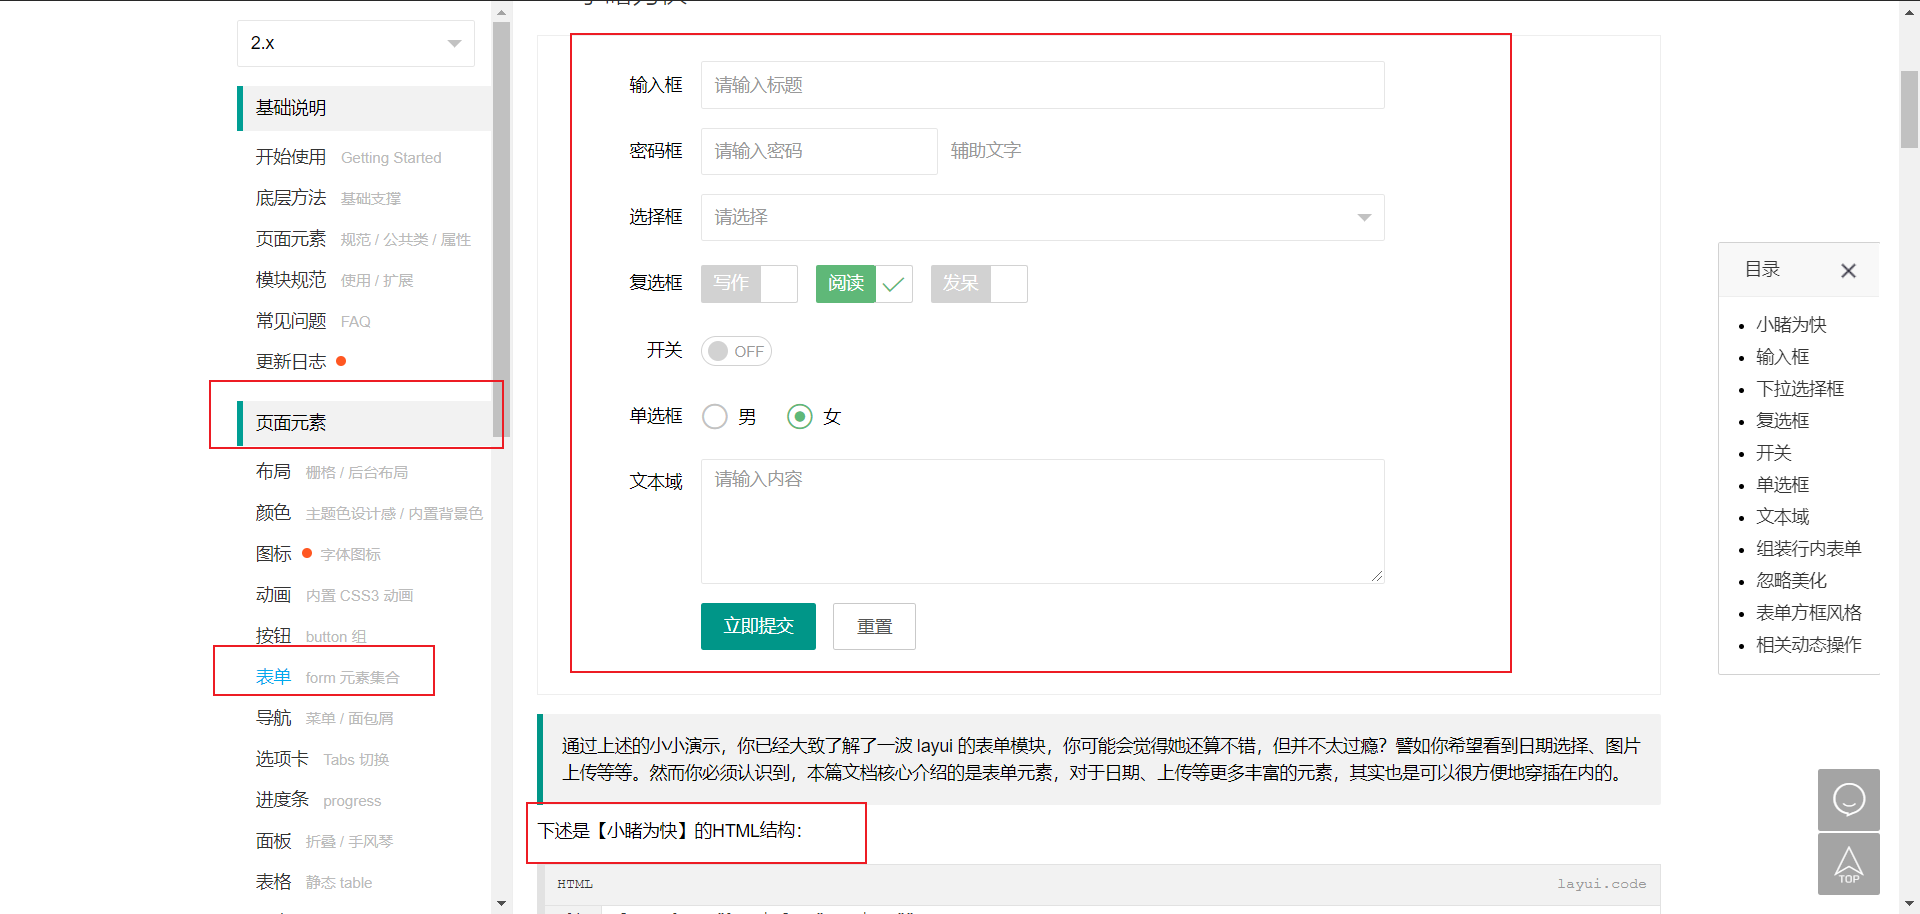 2.x
基础说明
开始使用 Getting Started
底层方法 基础支撑
页面元素 规范 / 公共类 / 属性
模块规范 使用 / 扩展
常见问题 FAQ
更新日志
页面元素
布局 栅格 / 后台布局
颜色 主题色设计感 / 内置背景色
图标 字体图标
动画 内置 CSS3 动画
按钮 button 组
表单 form 元素集合
导航 菜单 / 面包屑
选项卡 Tabs 切换
进度条 progress
面板 折叠 / 手风琴
表格 静态 table
输入框 请输入标题
密码框 请输入密码 辅助文字
选择框 请选择
复选框 写作 阅读 发呆
开关 OFF
单选框 男 女
文本域 请输入内容
立即提交 重置
通过上述的小小演示，你已经大致了解了一波 layui 的表单模块，你可能会觉得她还算不错，但并不太过瘾？譬如你希望看到日期选择、图片
上传等等。然而你必须认识到，本篇文档核心介绍的是表单元素，对于日期、上传等更多丰富的元素，其实也是可以很方便地穿插在内的。
下述是【小睹为快】的HTML结构：
HTML layui.code
目录
小睹为快
输入框
下拉选择框
复选框
开关
单选框
文本域
组装行内表单
忽略美化
表单方框风格
相关动态操作
TOP